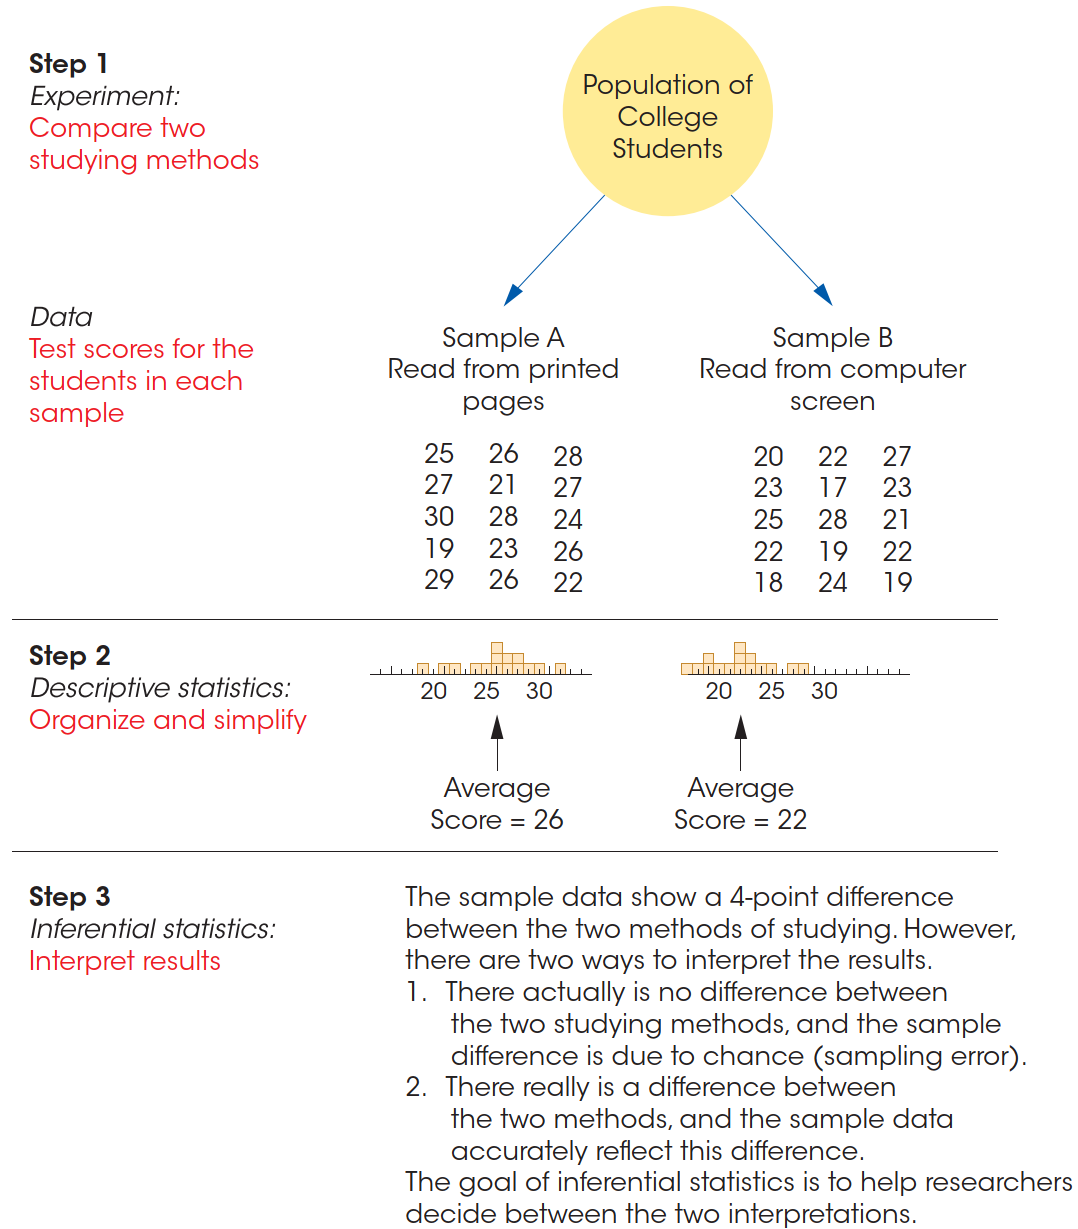 Step 1
Experiment:
Compare two
studying methods
Population of
College
Students
Data
Test scores for the
students in each
sample
Sample A
Read from printed
pages
25 26 28
27 21 27
30 28 24
19 23 26
29 26 22
Sample B
Read from computer
screen
20 22 27
23 17 23
25 28 21
22 19 22
18 24 19
Step 2
Descriptive statistics:
Organize and simplify
20 25 30
Average
Score = 26
20 25 30
Average
Score = 22
Step 3
Inferential statistics:
Interpret results
The sample data show a 4-point difference
between the two methods of studying. However,
there are two ways to interpret the results.
1. There actually is no difference between
the two studying methods, and the sample
difference is due to chance (sampling error).
2. There really is a difference between
the two methods, and the sample data
accurately reflect this difference.
The goal of inferential statistics is to help researchers
decide between the two interpretations.